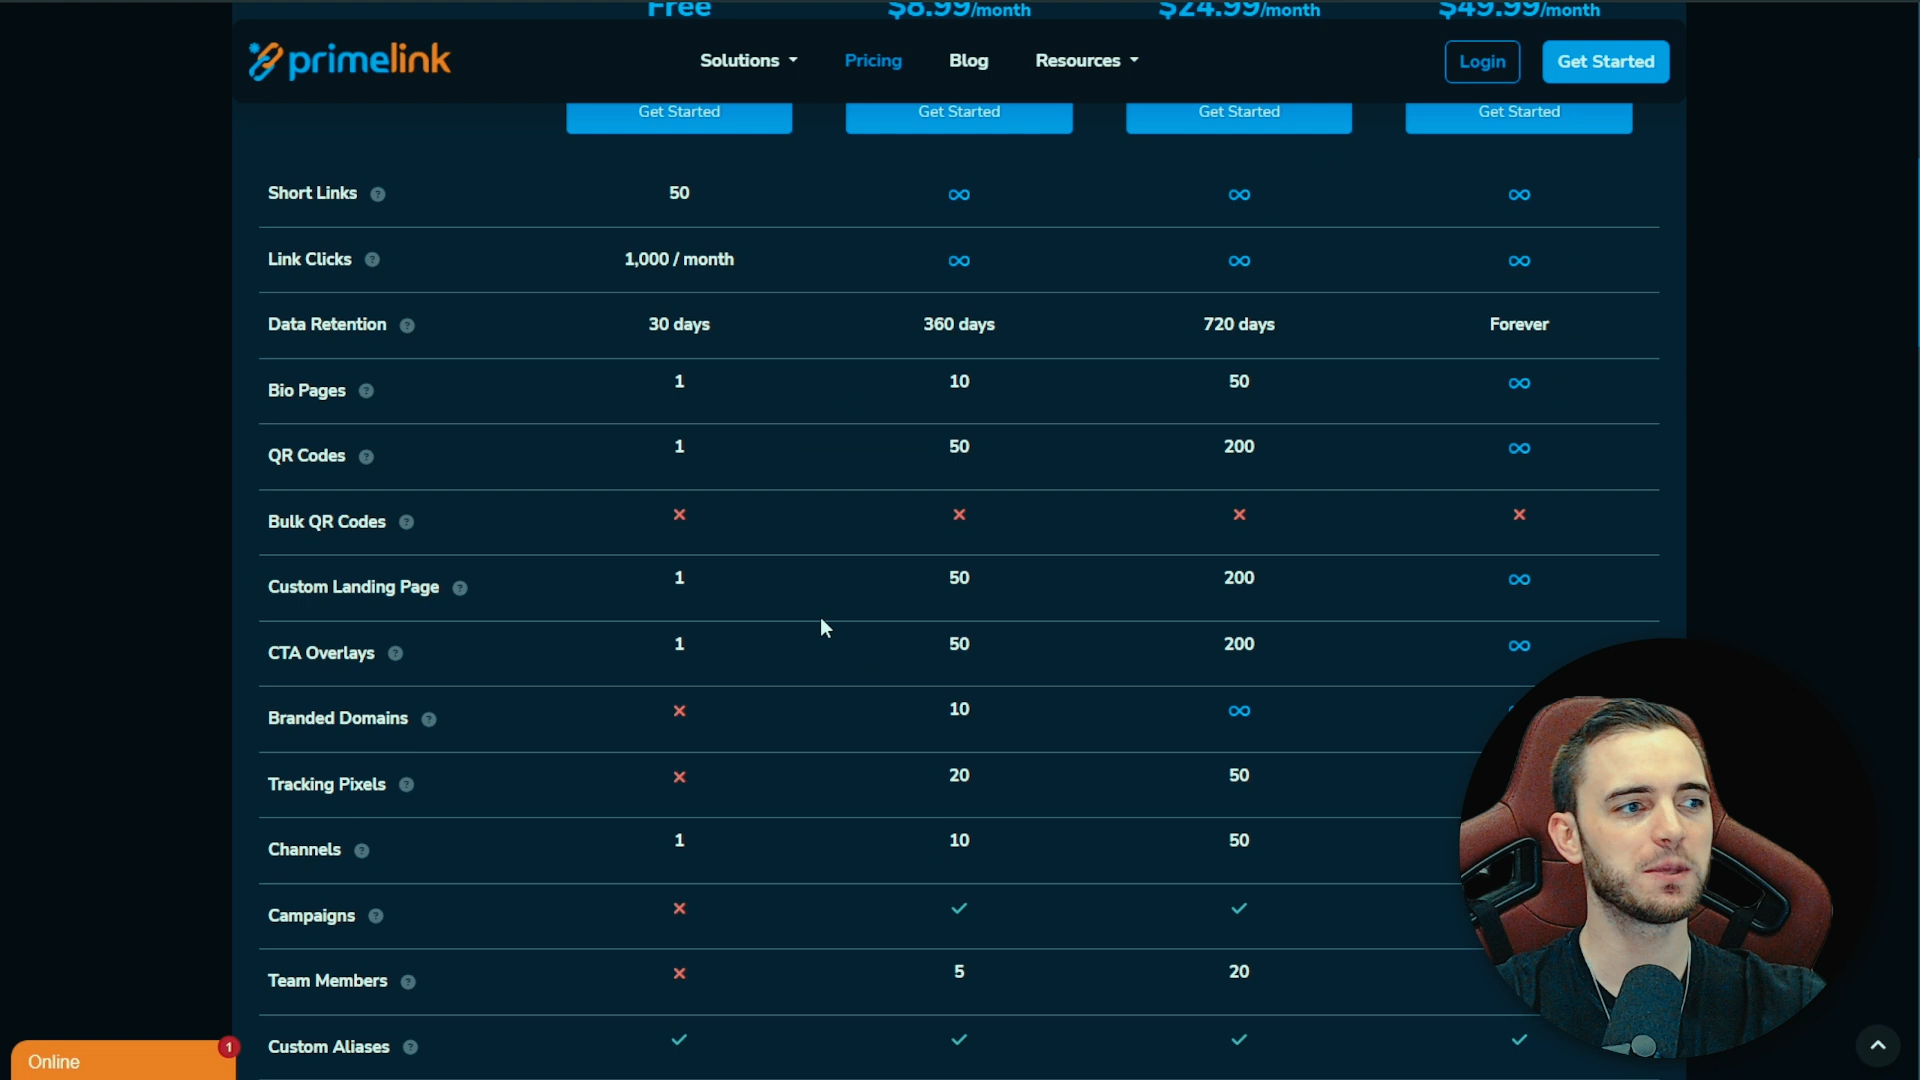 Free $8.99/month $24.99/month $49.99/month
primelink Solutions Pricing Blog Resources Login Get Started
Get Started Get Started Get Started Get Started
Short Links ? 50 ∞ ∞ ∞
Link Clicks ? 1,000 / month ∞ ∞ ∞
Data Retention ? 30 days 360 days 720 days Forever
Bio Pages ? 1 10 50 ∞
QR Codes ? 1 50 200 ∞
Bulk QR Codes ? × × × ×
Custom Landing Page ? 1 50 200 ∞
CTA Overlays ? 1 50 200 ∞
Branded Domains ? × 10 ∞
Tracking Pixels ? × 20 50
Channels ? 1 10 50
Campaigns ? × ✓ ✓
Team Members ? × 5 20
Custom Aliases ? ✓ ✓ ✓ ✓
Online 1